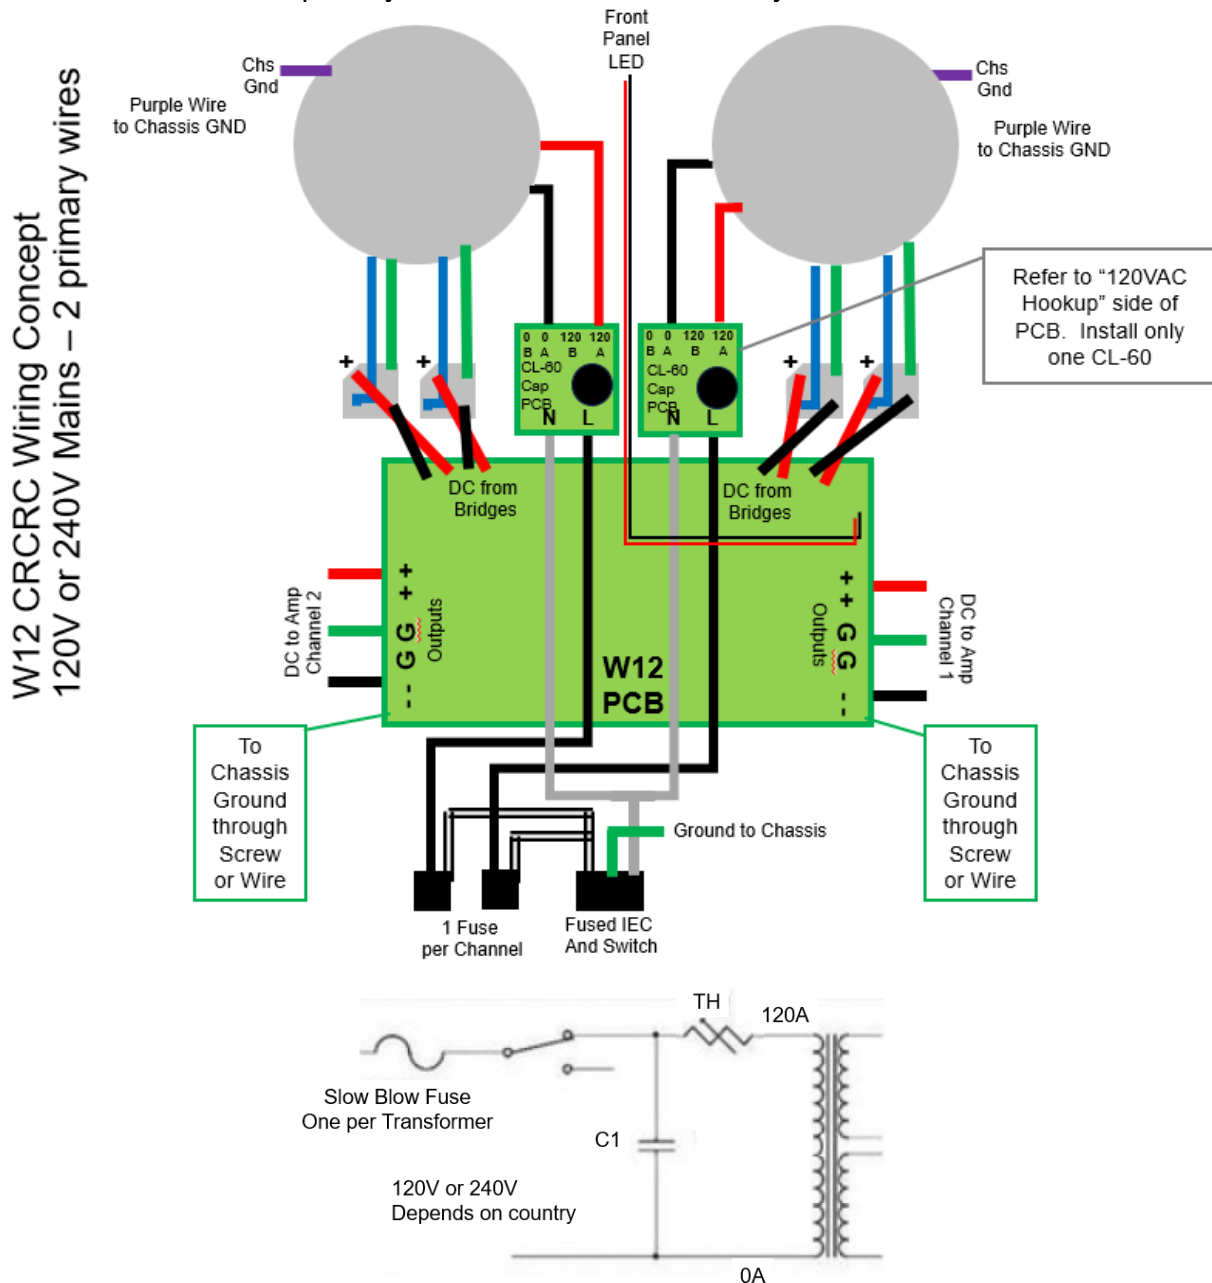 Front
Panel
LED
Chs
Gnd
Purple Wire
to Chassis GND
Chs
Gnd
Purple Wire
to Chassis GND
W12 CRCRC Wiring Concept
120V or 240V Mains – 2 primary wires
Refer to “120VAC
Hookup” side of
PCB. Install only
one CL-60
+
+
+
+
0 0 120 120
B A B A
CL-60
Cap
PCB
N L
0 0 120 120
B A B A
CL-60
Cap
PCB
N L
DC from
Bridges
DC from
Bridges
DC to Amp
Channel 2
- - G G + +
Outputs
W12
PCB
+ + G G - -
Outputs
DC to Amp
Channel 1
To
Chassis
Ground
through
Screw
or Wire
To
Chassis
Ground
through
Screw
or Wire
Ground to Chassis
1 Fuse
per Channel
Fused IEC
And Switch
TH
120A
Slow Blow Fuse
One per Transformer
C1
120V or 240V
Depends on country
0A